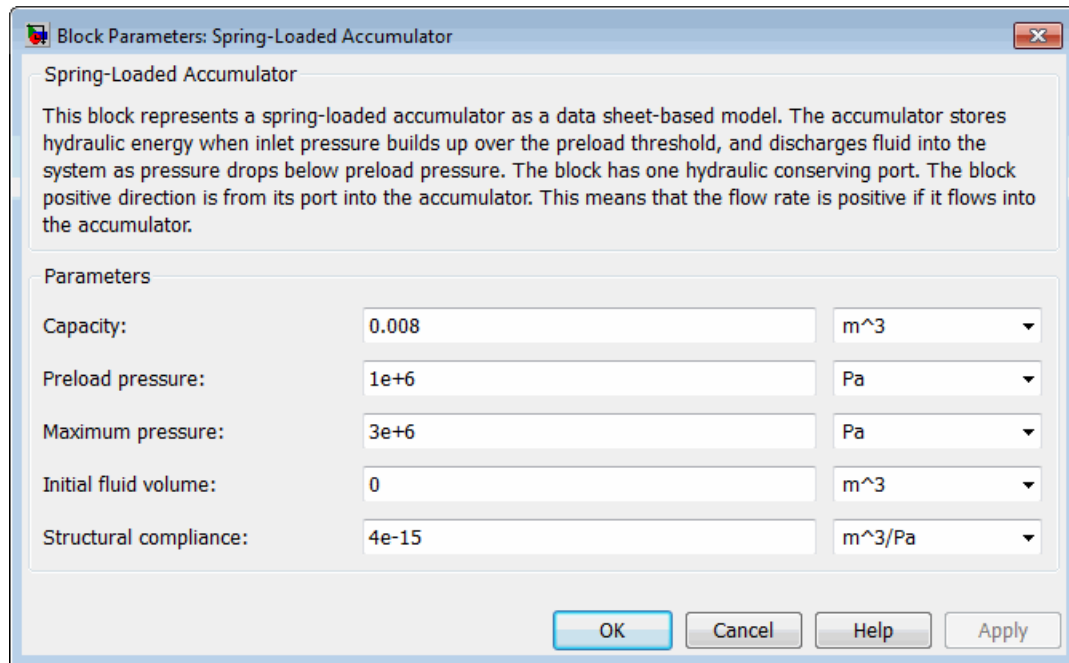 Block Parameters: Spring-Loaded Accumulator
Spring-Loaded Accumulator
This block represents a spring-loaded accumulator as a data sheet-based model. The accumulator stores
hydraulic energy when inlet pressure builds up over the preload threshold, and discharges fluid into the
system as pressure drops below preload pressure. The block has one hydraulic conserving port. The block
positive direction is from its port into the accumulator. This means that the flow rate is positive if it flows into
the accumulator.
Parameters
Capacity: 0.008 m^3
Preload pressure: 1e+6 Pa
Maximum pressure: 3e+6 Pa
Initial fluid volume: 0 m^3
Structural compliance: 4e-15 m^3/Pa
OK Cancel Help Apply